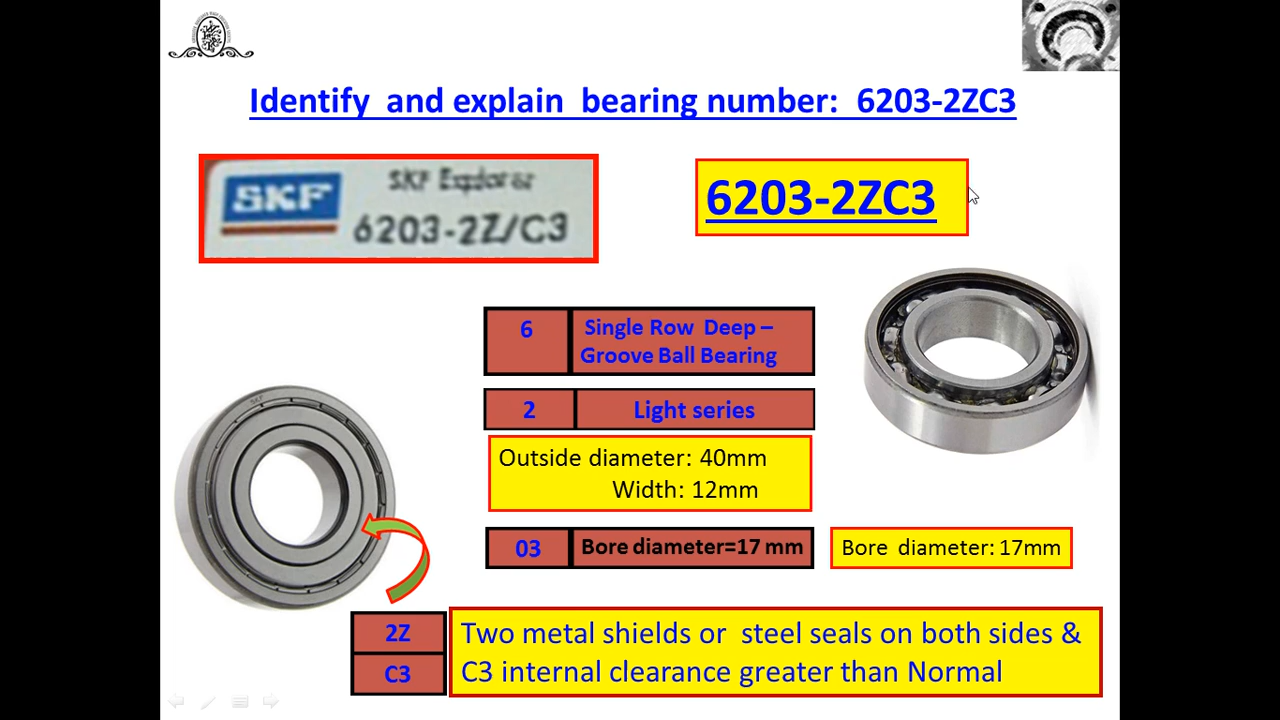 Identify and explain bearing number: 6203-2ZC3
SKF
SKF Explorer
6203-2Z/C3
6203-2ZC3
6
Single Row Deep –
Groove Ball Bearing
2
Light series
Outside diameter: 40mm
Width: 12mm
03
Bore diameter=17 mm
Bore diameter: 17mm
SKF
2Z
C3
Two metal shields or steel seals on both sides &
C3 internal clearance greater than Normal